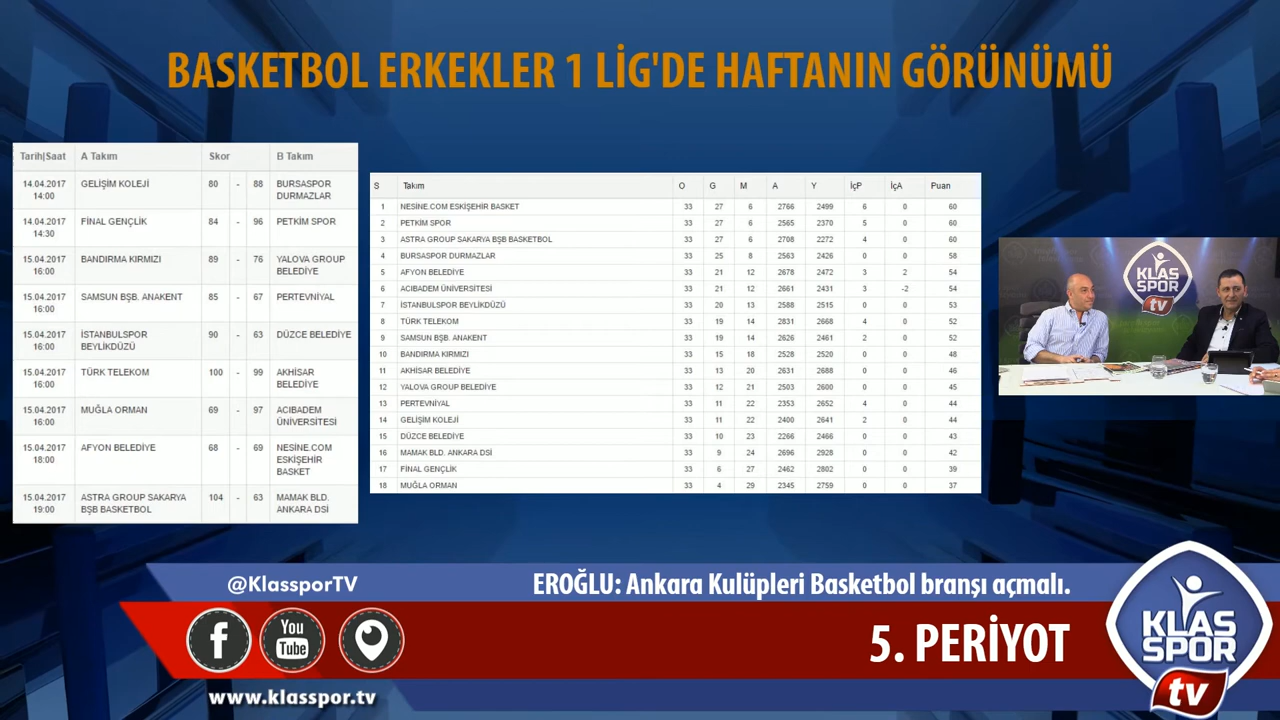 BASKETBOL ERKEKLER 1 LİG'DE HAFTANIN GÖRÜNÜMÜ
Tarih|Saat A Takım Skor B Takım
14.04.2017 14:00 GELİŞİM KOLEJİ 80 - 88 BURSASPOR DURMAZLAR
14.04.2017 14:30 FİNAL GENÇLİK 84 - 96 PETKİM SPOR
15.04.2017 16:00 BANDIRMA KIRMIZI 89 - 76 YALOVA GROUP BELEDİYE
15.04.2017 16:00 SAMSUN BŞB. ANAKENT 85 - 67 PERTEVNİYAL
15.04.2017 16:00 İSTANBULSPOR BEYLİKDÜZÜ 90 - 63 DÜZCE BELEDİYE
15.04.2017 16:00 TÜRK TELEKOM 100 - 99 AKHİSAR BELEDİYE
15.04.2017 16:00 MUĞLA ORMAN 69 - 97 ACIBADEM ÜNİVERSİTESİ
15.04.2017 18:00 AFYON BELEDİYE 68 - 69 NESİNE.COM ESKİŞEHİR BASKET
15.04.2017 19:00 ASTRA GROUP SAKARYA BŞB BASKETBOL 104 - 63 MAMAK BLD. ANKARA DSİ
S Takım O G M A Y İçP İçA Puan
1 NESİNE.COM ESKİŞEHİR BASKET 33 27 6 2766 2499 6 0 60
2 PETKİM SPOR 33 27 6 2565 2370 5 0 60
3 ASTRA GROUP SAKARYA BŞB BASKETBOL 33 27 6 2708 2272 4 0 60
4 BURSASPOR DURMAZLAR 33 25 8 2563 2426 0 0 58
5 AFYON BELEDİYE 33 21 12 2678 2472 3 2 54
6 ACIBADEM ÜNİVERSİTESİ 33 21 12 2661 2431 3 -2 54
7 İSTANBULSPOR BEYLİKDÜZÜ 33 20 13 2588 2515 0 0 53
8 TÜRK TELEKOM 33 19 14 2831 2668 4 0 52
9 SAMSUN BŞB. ANAKENT 33 19 14 2626 2461 2 0 52
10 BANDIRMA KIRMIZI 33 15 18 2528 2520 0 0 48
11 AKHİSAR BELEDİYE 33 13 20 2631 2688 0 0 46
12 YALOVA GROUP BELEDİYE 33 12 21 2503 2600 0 0 45
13 PERTEVNİYAL 33 11 22 2353 2652 4 0 44
14 GELİŞİM KOLEJİ 33 11 22 2400 2641 2 0 44
15 DÜZCE BELEDİYE 33 10 23 2266 2466 0 0 43
16 MAMAK BLD. ANKARA DSİ 33 9 24 2696 2928 0 0 42
17 FİNAL GENÇLİK 33 6 27 2462 2802 0 0 39
18 MUĞLA ORMAN 33 4 29 2345 2759 0 0 37
KLAS
SPOR
tv
@KlassporTV
EROĞLU: Ankara Kulüpleri Basketbol branşı açmalı.
You
Tube
5. PERİYOT
www.klasspor.tv
KLAS
SPOR
tv